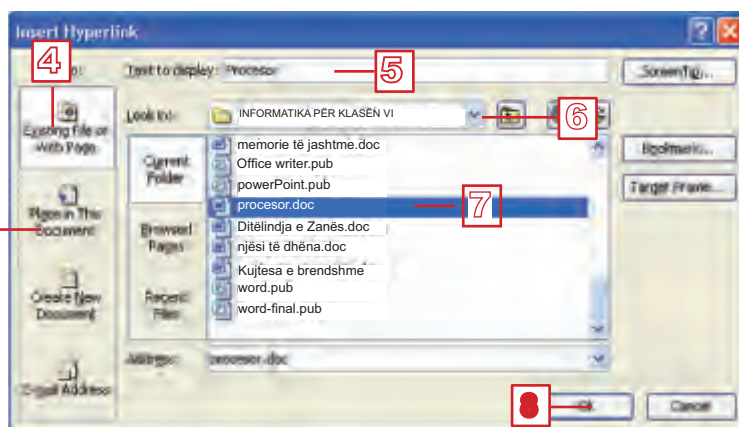 Insert Hyperlink
4
Text to display: Procesor
5
ScreenTip...
Look in:
INFORMATIKA PËR KLASËN VI
6
Existing File or
Web Page
Place in This
Document
Create New
Document
E-mail Address
Current
Folder
Browsed
Pages
Recent
Files
memorie të jashtme.doc
Office writer.pub
powerPoint.pub
procesor.doc
7
Ditëlindja e Zanës.doc
njësi të dhëna.doc
Kujtesa e brendshme
word.pub
word-final.pub
Bookmark...
Target Frame...
Address:
procesor.doc
8
OK
Cancel